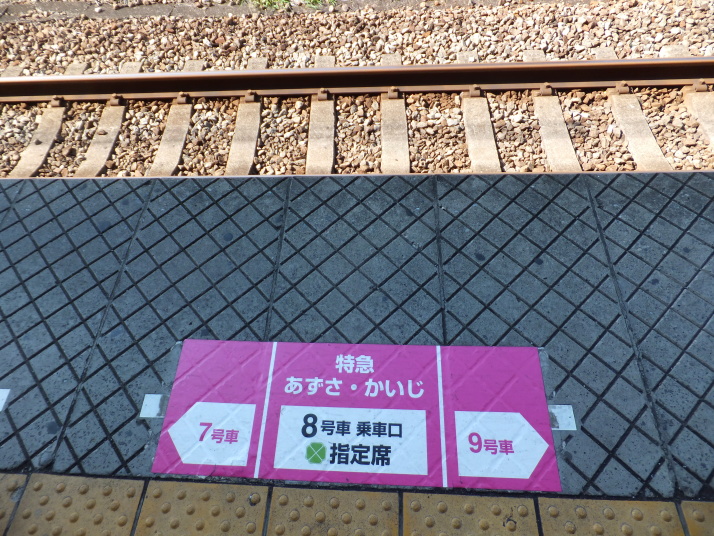 特急
あずさ・かいじ
7号車
8号車 乗車口
指定席
9号車